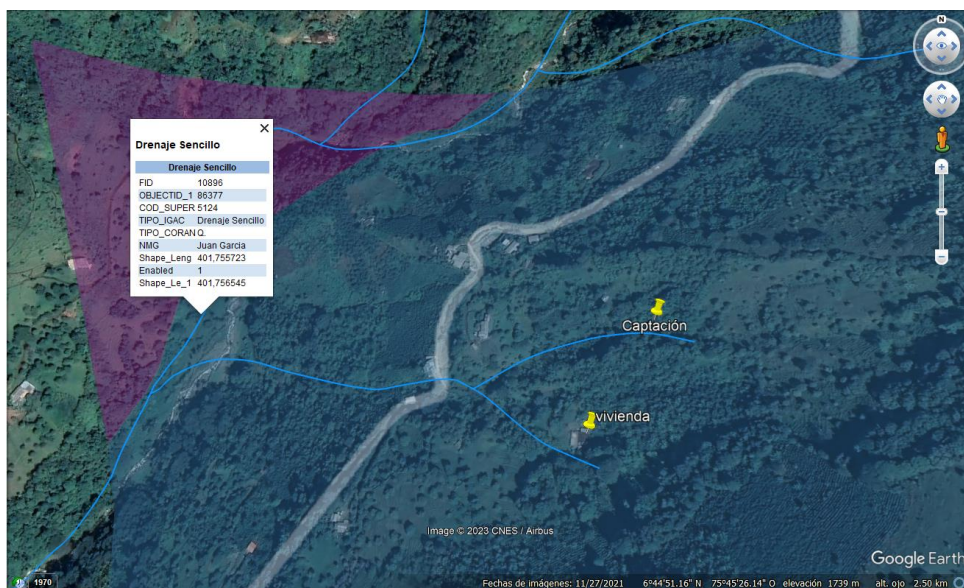 N
Drenaje Sencillo
Drenaje Sencillo
FID 10896
OBJECTID_1 86377
COD_SUPER 5124
TIPO_IGAC Drenaje Sencillo
TIPO_CORAN Q.
NMG Juan Garcia
Shape_Leng 401,755723
Enabled 1
Shape_Le_1 401,756545
Captación
vivienda
Image © 2023 CNES / Airbus
Google Earth
1970
Fechas de imágenes: 11/27/2021 6°44'51.16" N 75°45'26.14" O elevación 1739 m alt. ojo 2.50 km